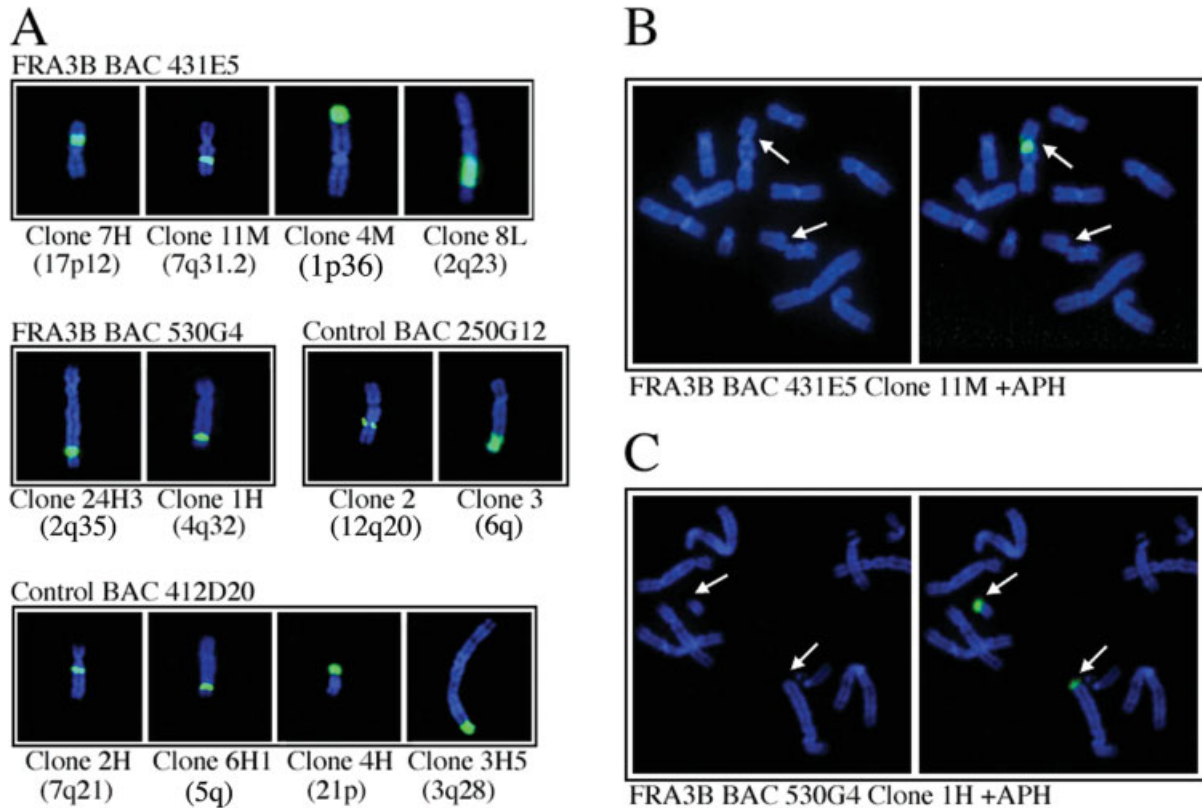 A
FRA3B BAC 431E5
Clone 7H Clone 11M Clone 4M Clone 8L
(17p12) (7q31.2) (1p36) (2q23)
FRA3B BAC 530G4 Control BAC 250G12
Clone 24H3 Clone 1H Clone 2 Clone 3
(2q35) (4q32) (12q20) (6q)
Control BAC 412D20
Clone 2H Clone 6H1 Clone 4H Clone 3H5
(7q21) (5q) (21p) (3q28)
B
FRA3B BAC 431E5 Clone 11M +APH
C
FRA3B BAC 530G4 Clone 1H +APH